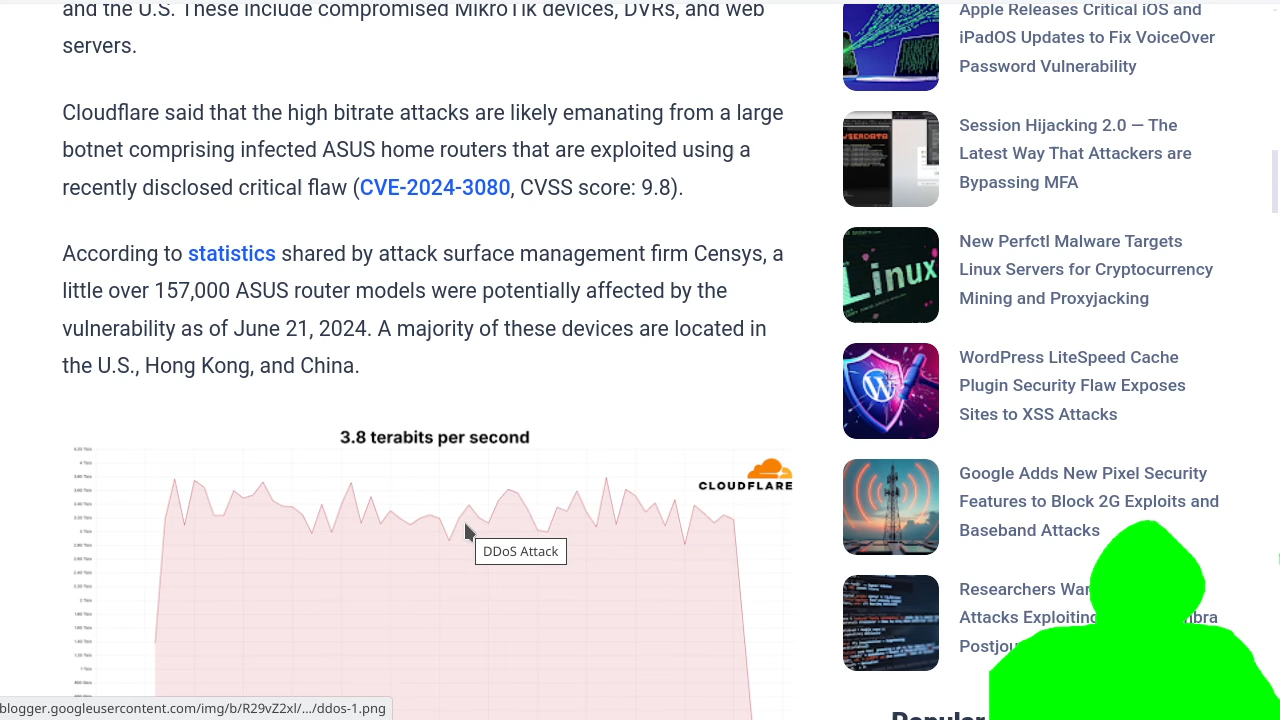 and the U.S. These include compromised MikroTik devices, DVRs, and web
servers.
Cloudflare said that the high bitrate attacks are likely emanating from a large
botnet comprising infected ASUS home routers that are exploited using a
recently disclosed critical flaw (CVE-2024-3080, CVSS score: 9.8).
According to statistics shared by attack surface management firm Censys, a
little over 157,000 ASUS router models were potentially affected by the
vulnerability as of June 21, 2024. A majority of these devices are located in
the U.S., Hong Kong, and China.
3.8 terabits per second
CLOUDFLARE
DDoS Attack
blogger.googleusercontent.com/img/b/R29vZ2xl/.../ddos-1.png
Apple Releases Critical iOS and
iPadOS Updates to Fix VoiceOver
Password Vulnerability
Session Hijacking 2.0 — The
Latest Way That Attackers are
Bypassing MFA
New Perfctl Malware Targets
Linux Servers for Cryptocurrency
Mining and Proxyjacking
Linux
WordPress LiteSpeed Cache
Plugin Security Flaw Exposes
Sites to XSS Attacks
Google Adds New Pixel Security
Features to Block 2G Exploits and
Baseband Attacks
Researchers
Attacks Exploiting
Popular